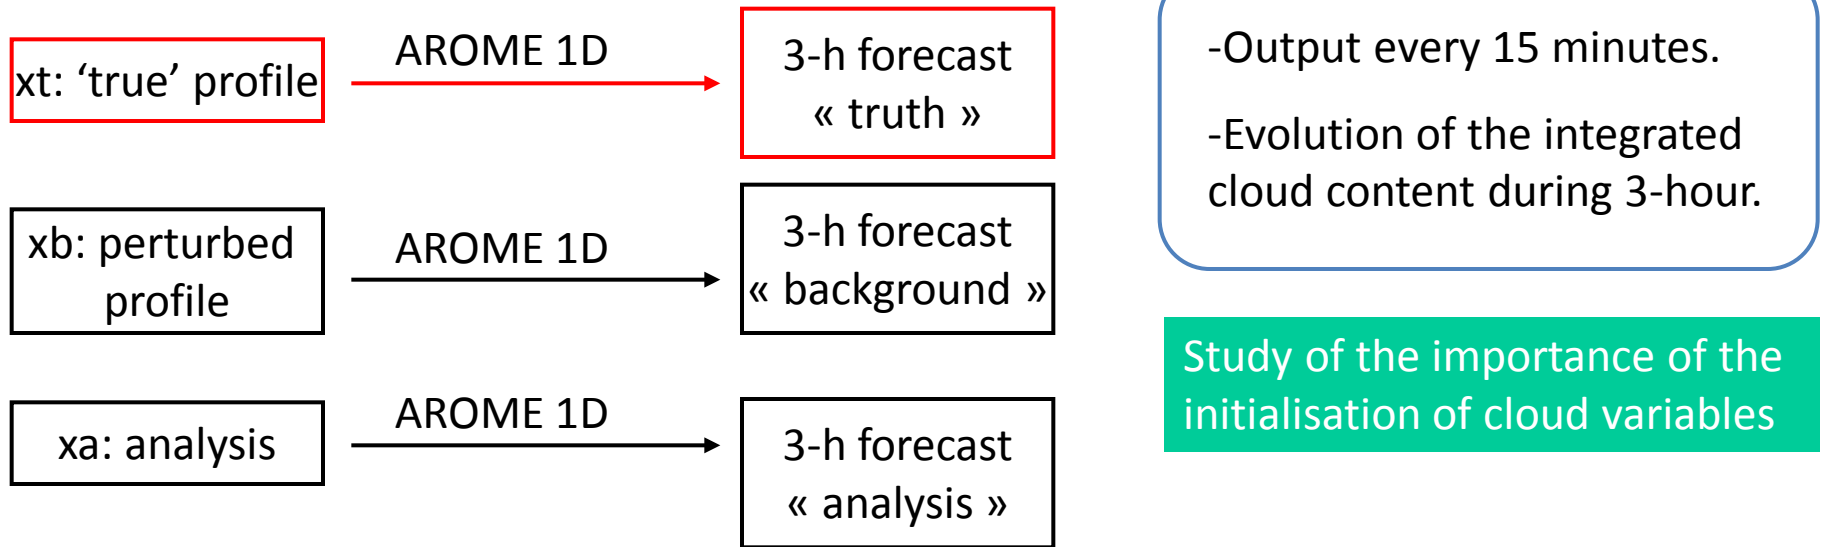 xt: ‘true’ profile
AROME 1D
3-h forecast
« truth »
xb: perturbed
profile
AROME 1D
3-h forecast
« background »
xa: analysis
AROME 1D
3-h forecast
« analysis »
-Output every 15 minutes.
-Evolution of the integrated
cloud content during 3-hour.
Study of the importance of the
initialisation of cloud variables